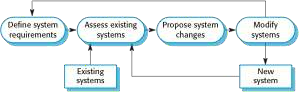 Define system
requirements
Assess existing
systems
Propose system
changes
Modify
systems
Existing
systems
New
system